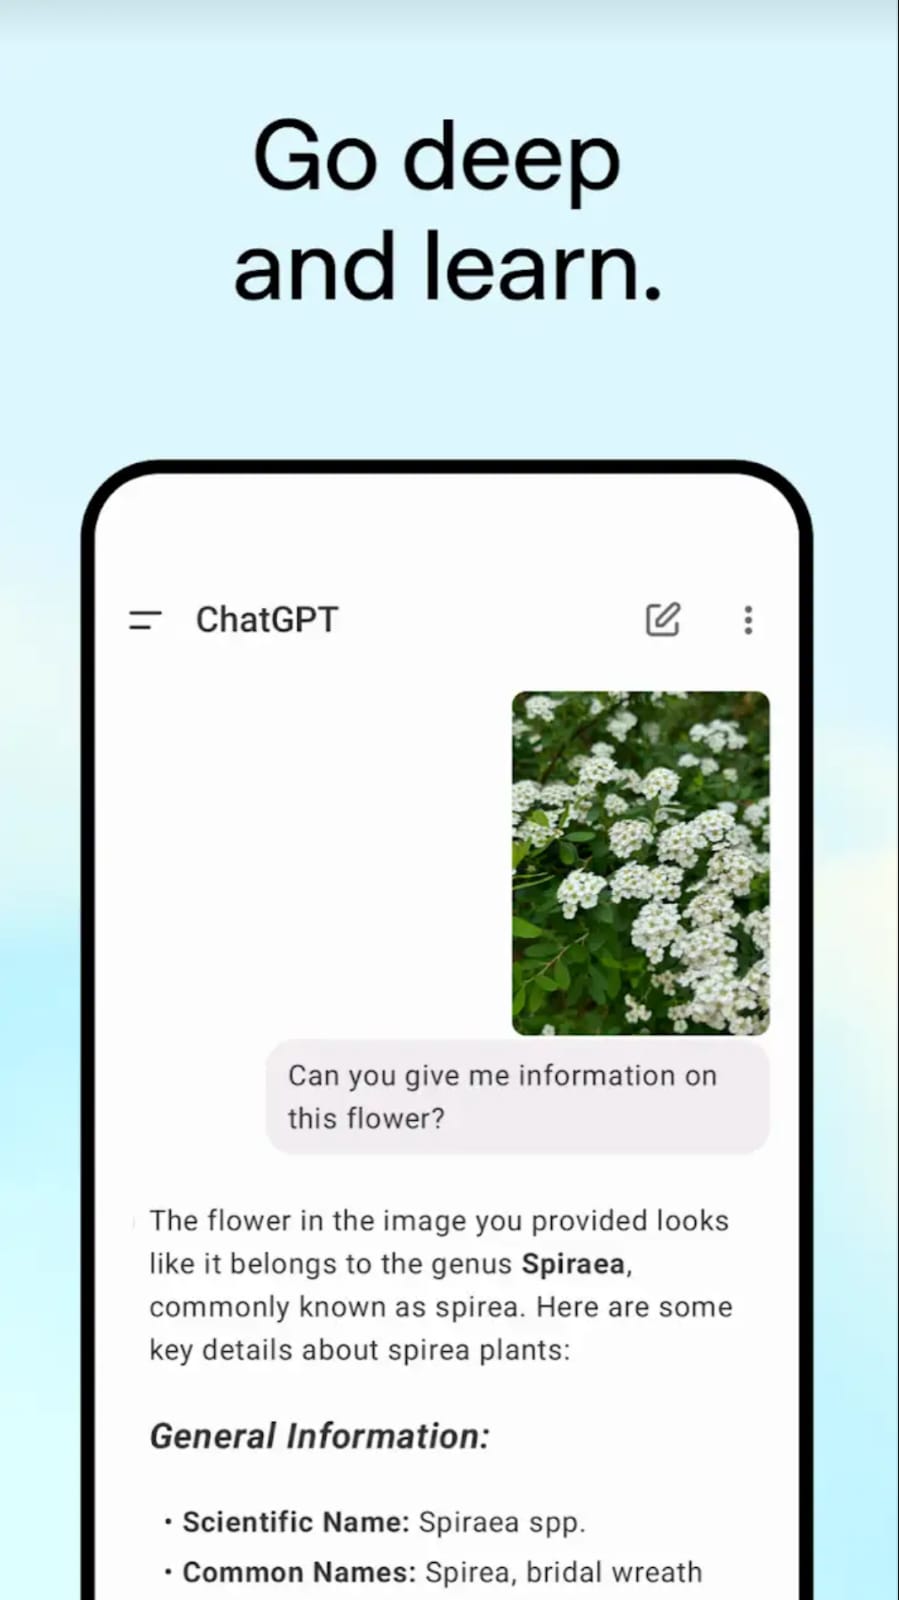 Go deep
and learn.
ChatGPT
Can you give me information on
this flower?
The flower in the image you provided looks
like it belongs to the genus Spiraea,
commonly known as spirea. Here are some
key details about spirea plants:
General Information:
• Scientific Name: Spiraea spp.
• Common Names: Spirea, bridal wreath